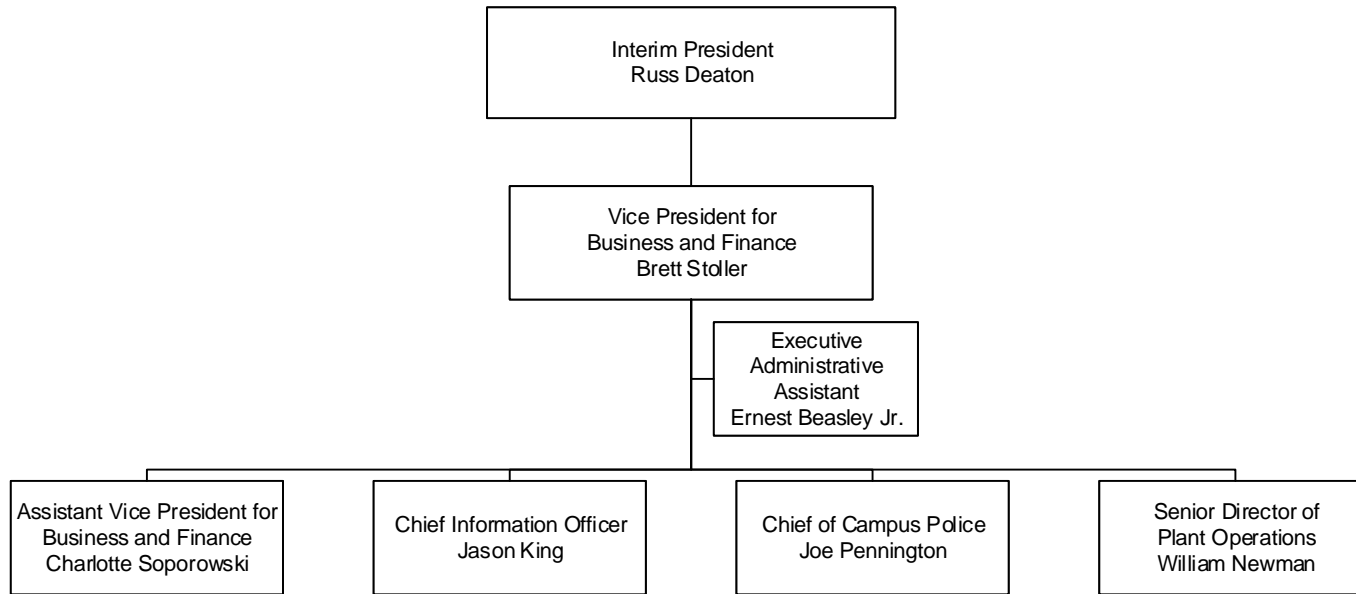 Interim President
Russ Deaton
Vice President for
Business and Finance
Brett Stoller
Executive
Administrative
Assistant
Ernest Beasley Jr.
Assistant Vice President for
Business and Finance
Charlotte Soporowski
Chief Information Officer
Jason King
Chief of Campus Police
Joe Pennington
Senior Director of
Plant Operations
William Newman